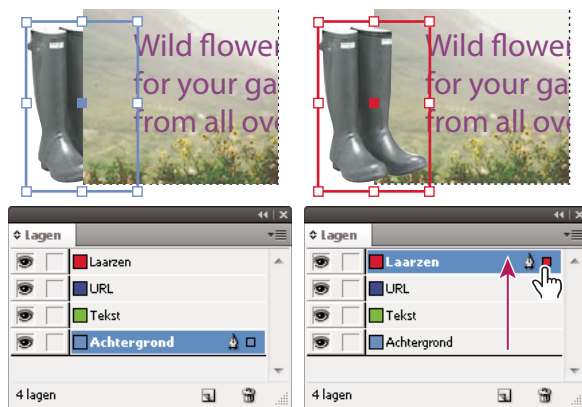 Wild flower
for your ga
from all ov
Wild flower
for your ga
from all ove
Lagen
Laarzen
URL
Tekst
Achtergrond
4 lagen
Lagen
Laarzen
URL
Tekst
Achtergrond
4 lagen